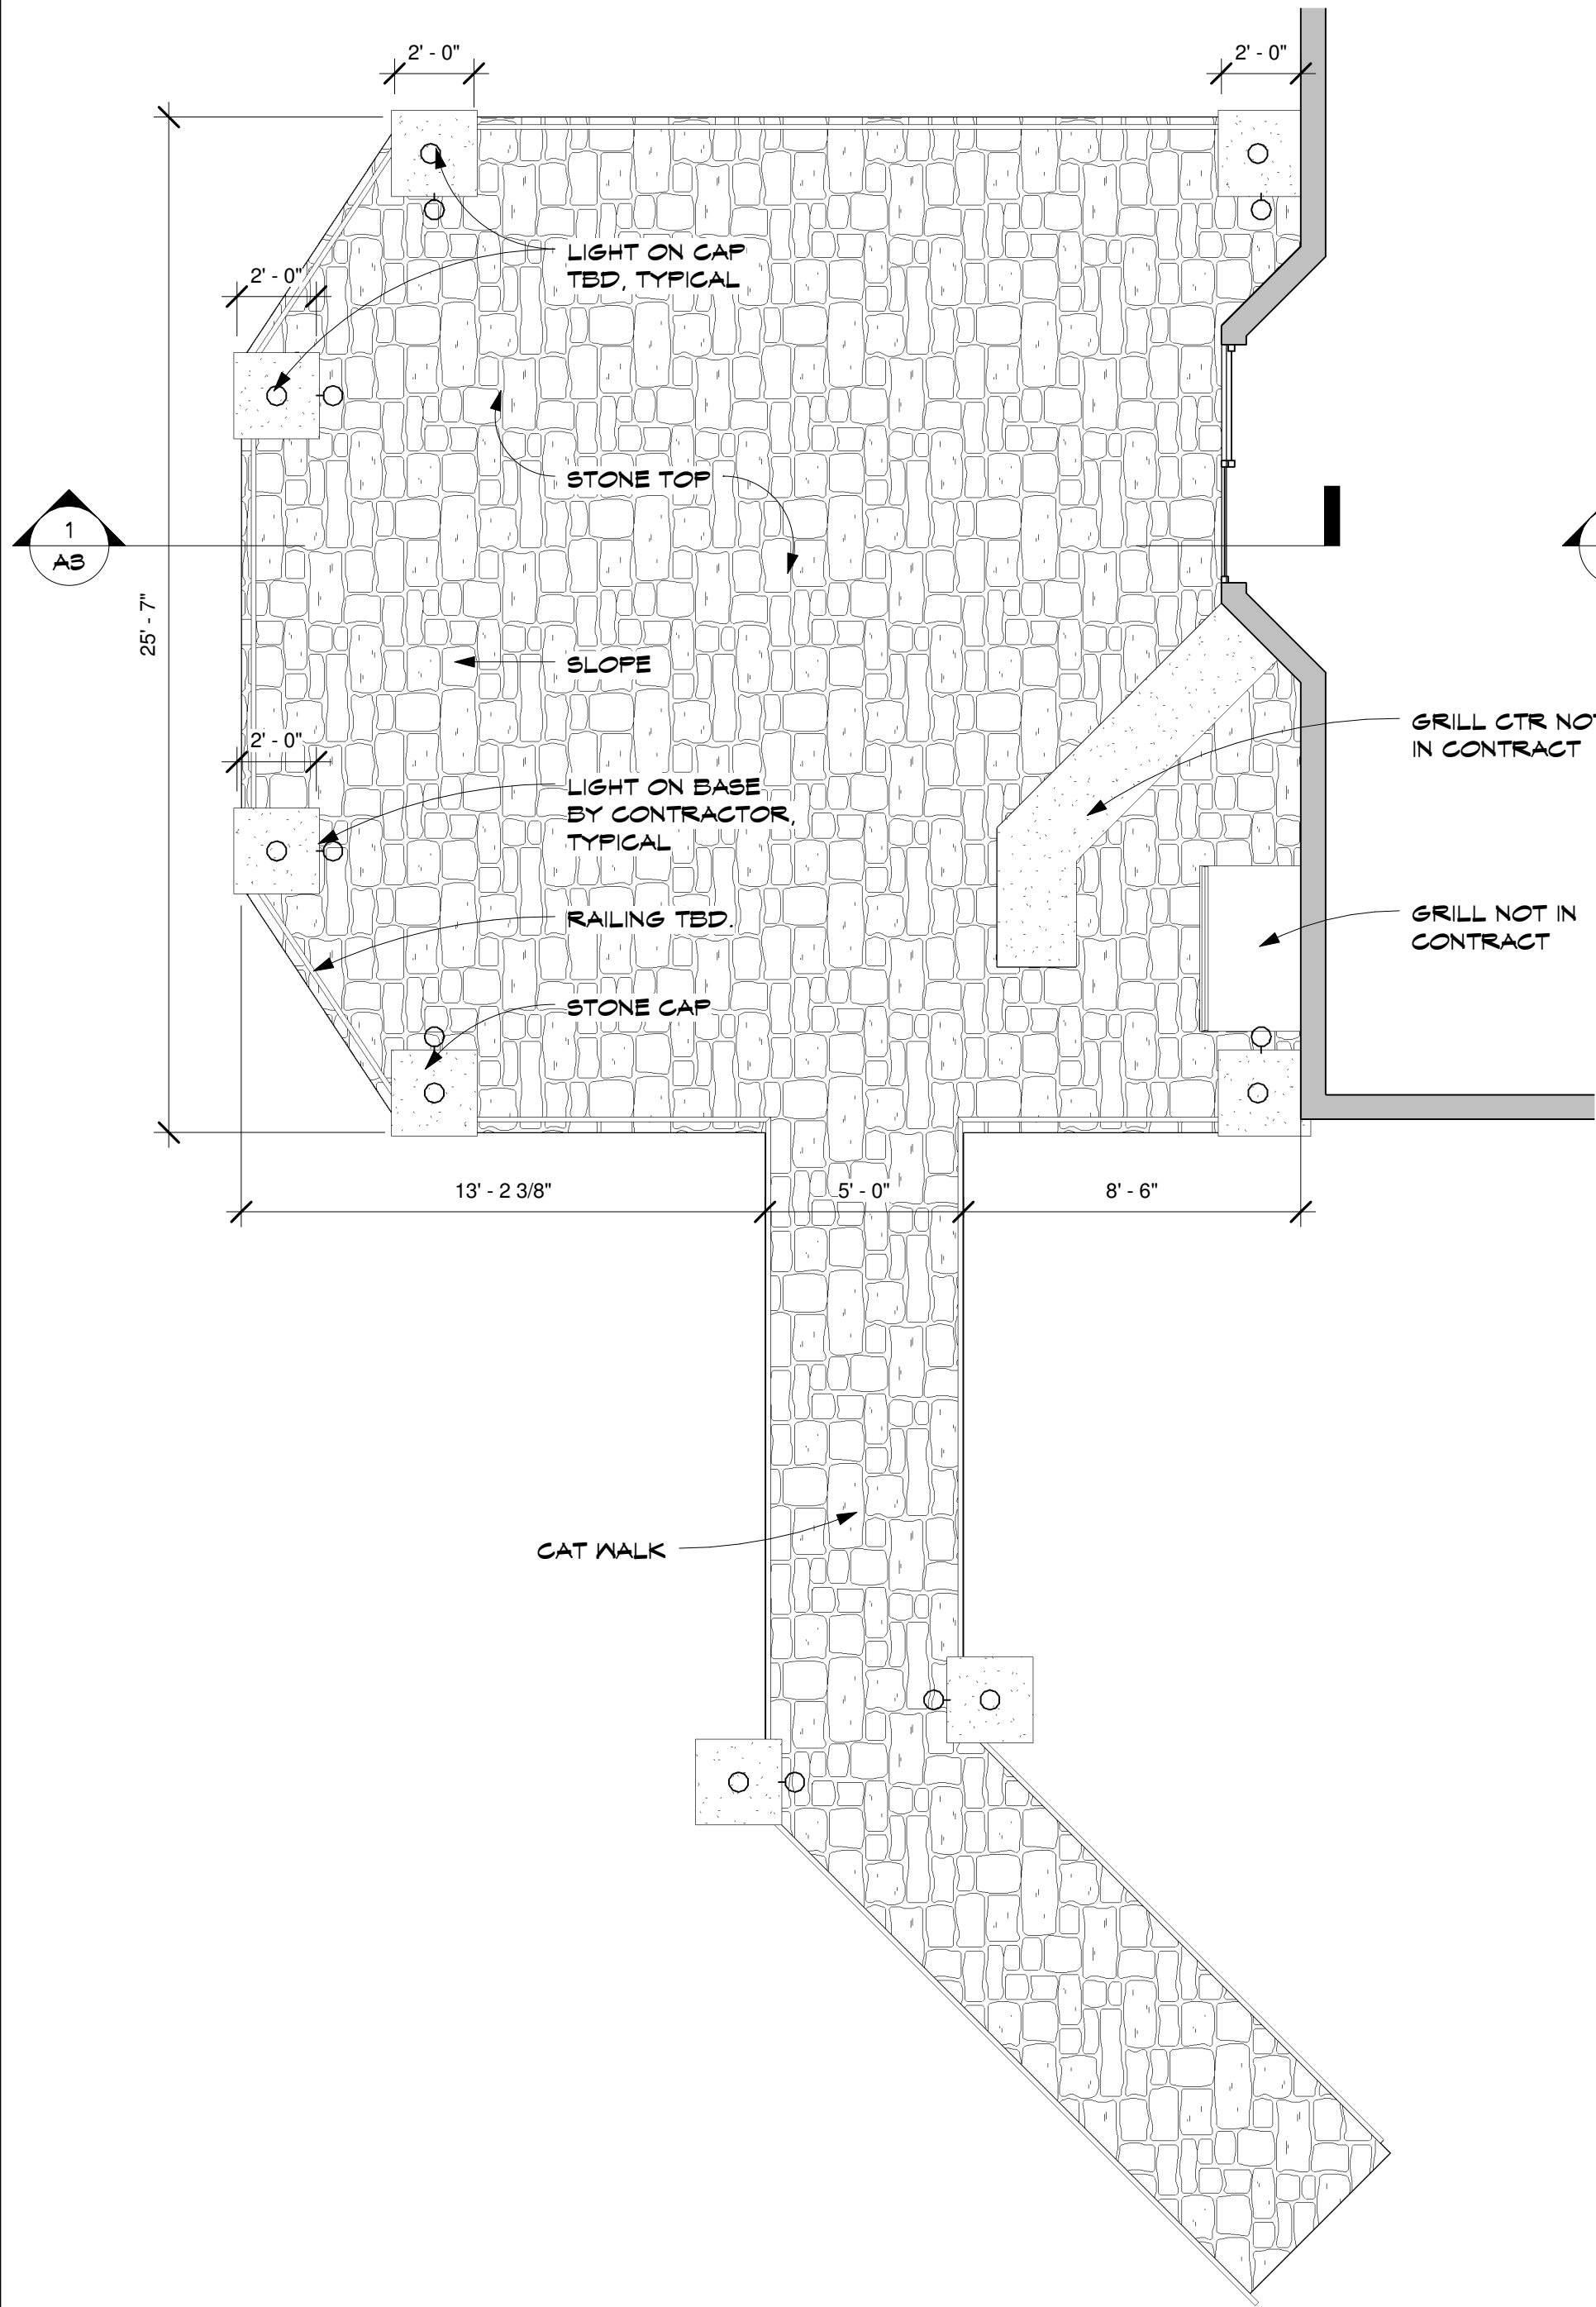 2' - 0"
2' - 0"
LIGHT ON CAP
TBD, TYPICAL
2' - 0"
STONE TOP
1
A3
25' - 7"
SLOPE
GRILL CTR NOT
IN CONTRACT
2' - 0"
LIGHT ON BASE
BY CONTRACTOR,
TYPICAL
RAILING TBD.
GRILL NOT IN
CONTRACT
STONE CAP
13' - 2 3/8"
5' - 0"
8' - 6"
CAT WALK